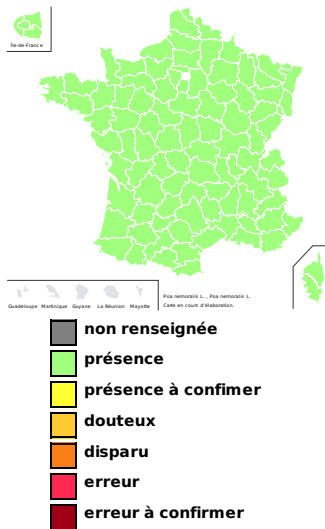 Île-de-France
Guadeloupe Martinique Guyane La Réunion Mayotte
Poa nemoralis L. , Poa nemoralis L.
Carte en cours d'élaboration.
non renseignée
présence
présence à confimer
douteux
disparu
erreur
erreur à confirmer